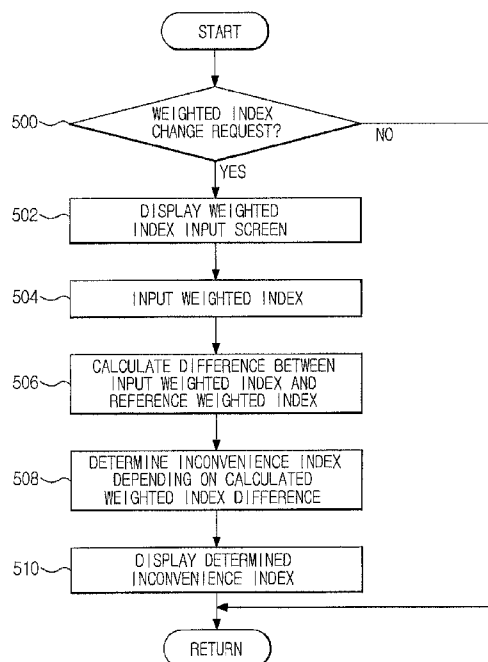 START
500
WEIGHTED INDEX
CHANGE REQUEST?
NO
YES
502
DISPLAY WEIGHTED
INDEX INPUT SCREEN
504
INPUT WEIGHTED INDEX
506
CALCULATE DIFFERENCE BETWEEN
INPUT WEIGHTED INDEX AND
REFERENCE WEIGHTED INDEX
508
DETERMINE INCONVENIENCE INDEX
DEPENDING ON CALCULATED
WEIGHTED INDEX DIFFERENCE
510
DISPLAY DETERMINED
INCONVENIENCE INDEX
RETURN